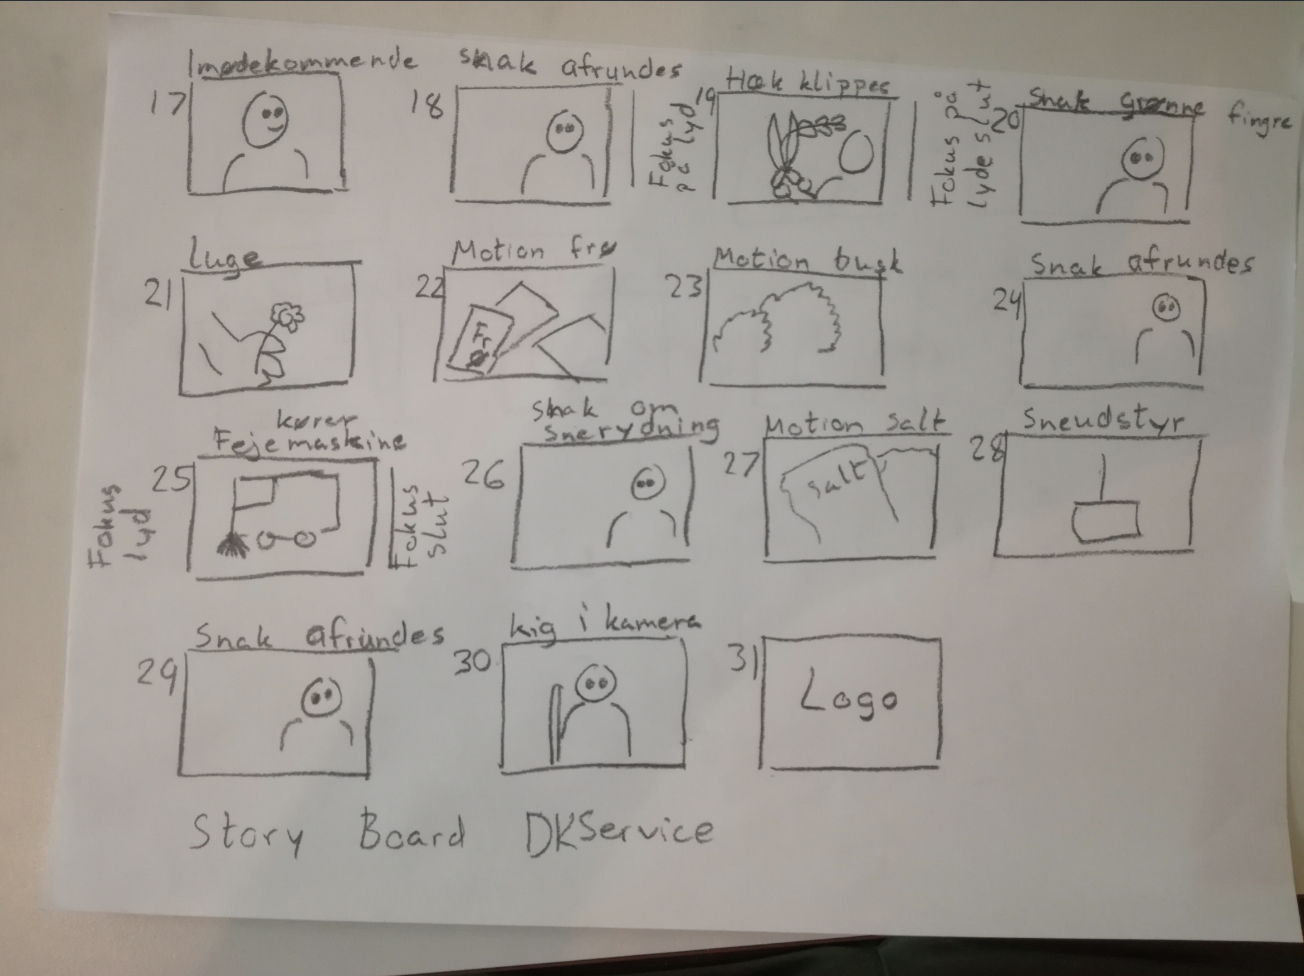 Imødekommende
17
snak afrundes
18
Fokus
på lyd
Hæk klippes
19
Fokus på
lyde slut
Snak grønne fingre
20
Luge
21
Motion frø
22
Frø
Motion busk
23
Snak afrundes
24
Fokus
lyd
kører
Fejemaskine
25
Fokus
slut
snak om
snerydning
26
Motion salt
27
salt
Sneudstyr
28
Snak afrundes
29
kig i kamera
30
31
Logo
Story Board DKService